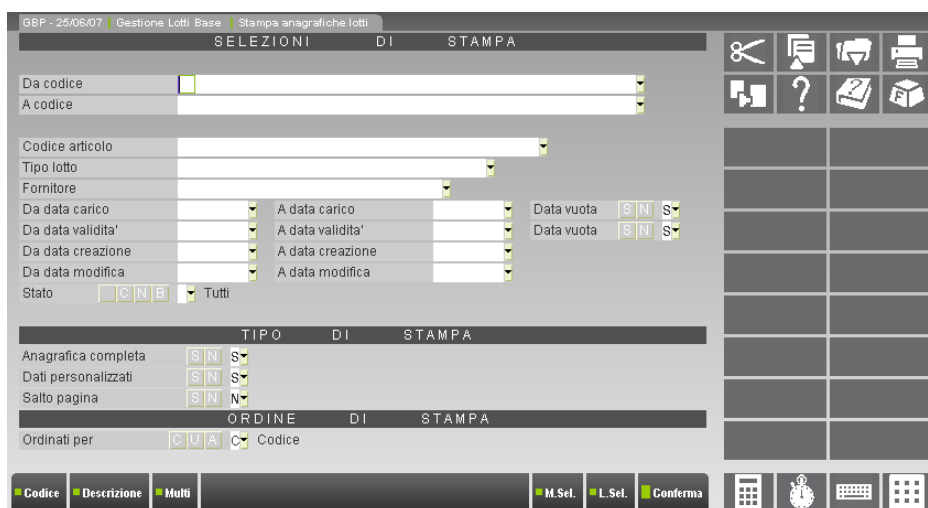 GBP - 25/06/07 Gestione Lotti Base Stampa anagrafiche lotti
SELEZIONI DI STAMPA
Da codice
A codice
Codice articolo
Tipo lotto
Fornitore
Da data carico A data carico Data vuota S N S
Da data validita' A data validita' Data vuota S N S
Da data creazione A data creazione
Da data modifica A data modifica
Stato C N B Tutti
TIPO DI STAMPA
Anagrafica completa S N S
Dati personalizzati S N S
Salto pagina S N N
ORDINE DI STAMPA
Ordinati per C U A C Codice
Codice Descrizione Multi M.Sel. L.Sel. Conferma